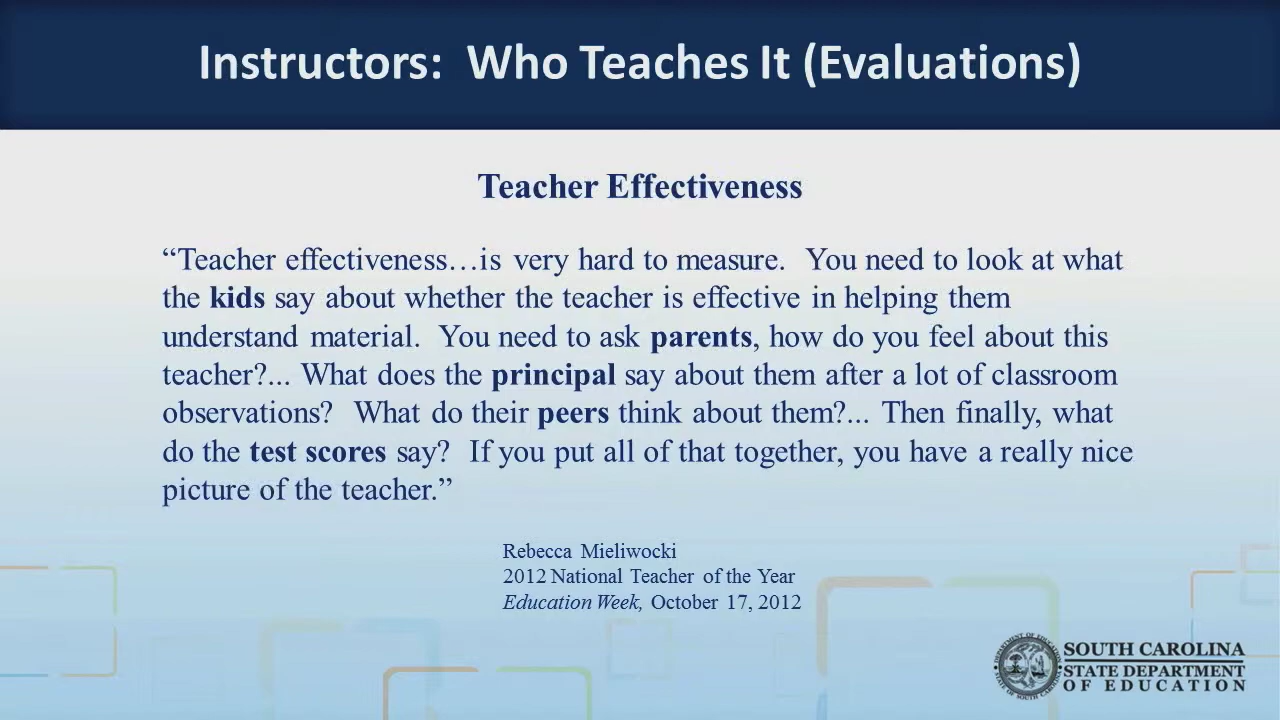 Instructors:  Who Teaches It (Evaluations)
Teacher Effectiveness
“Teacher effectiveness…is very hard to measure.  You need to look at what
the kids say about whether the teacher is effective in helping them
understand material.  You need to ask parents, how do you feel about this
teacher?... What does the principal say about them after a lot of classroom
observations?  What do their peers think about them?... Then finally, what
do the test scores say?  If you put all of that together, you have a really nice
picture of the teacher.”
Rebecca Mieliwocki
2012 National Teacher of the Year
Education Week, October 17, 2012
SOUTH CAROLINA
STATE DEPARTMENT
OF EDUCATION